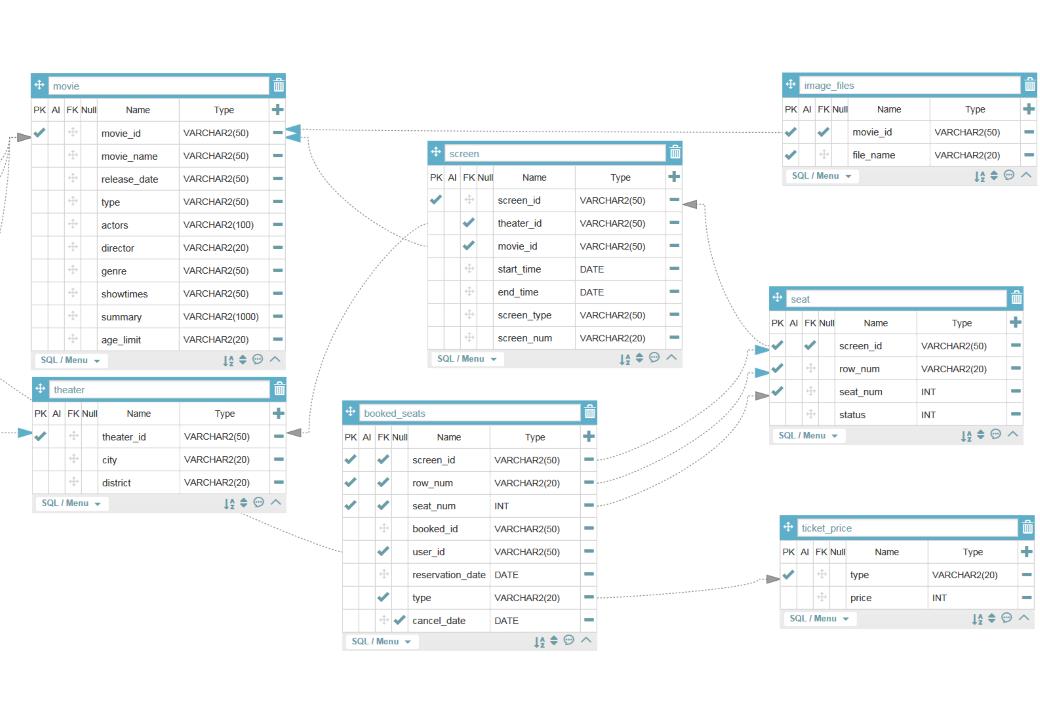 movie
PK AI FK Null Name Type
movie_id VARCHAR2(50)
movie_name VARCHAR2(50)
release_date VARCHAR2(50)
type VARCHAR2(50)
actors VARCHAR2(100)
director VARCHAR2(20)
genre VARCHAR2(50)
showtimes VARCHAR2(50)
summary VARCHAR2(1000)
age_limit VARCHAR2(20)
SQL / Menu
theater
PK AI FK Null Name Type
theater_id VARCHAR2(50)
city VARCHAR2(20)
district VARCHAR2(20)
SQL / Menu
screen
PK AI FK Null Name Type
screen_id VARCHAR2(50)
theater_id VARCHAR2(50)
movie_id VARCHAR2(50)
start_time DATE
end_time DATE
screen_type VARCHAR2(50)
screen_num VARCHAR2(20)
SQL / Menu
booked_seats
PK AI FK Null Name Type
screen_id VARCHAR2(50)
row_num VARCHAR2(20)
seat_num INT
booked_id VARCHAR2(50)
user_id VARCHAR2(50)
reservation_date DATE
type VARCHAR2(20)
cancel_date DATE
SQL / Menu
image_files
PK AI FK Null Name Type
movie_id VARCHAR2(50)
file_name VARCHAR2(20)
SQL / Menu
seat
PK AI FK Null Name Type
screen_id VARCHAR2(50)
row_num VARCHAR2(20)
seat_num INT
status INT
SQL / Menu
ticket_price
PK AI FK Null Name Type
type VARCHAR2(20)
price INT
SQL / Menu